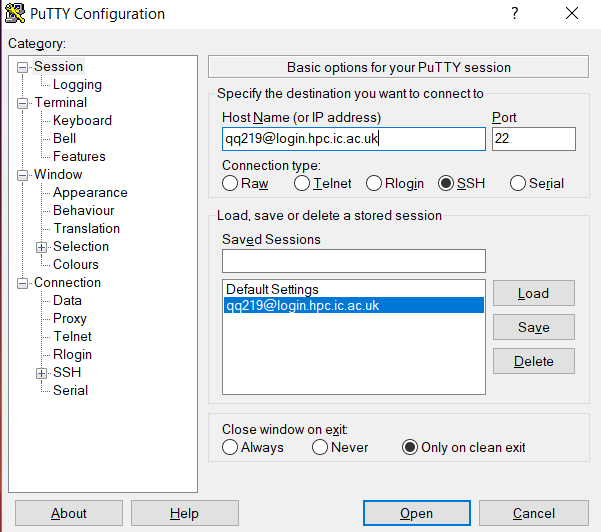 PuTTY Configuration
Category:
Session
Logging
Terminal
Keyboard
Bell
Features
Window
Appearance
Behaviour
Translation
Selection
Colours
Connection
Data
Proxy
Telnet
Rlogin
SSH
Serial
Basic options for your PuTTY session
Specify the destination you want to connect to
Host Name (or IP address) Port
qq219@login.hpc.ic.ac.uk 22
Connection type:
Raw Telnet Rlogin SSH Serial
Load, save or delete a stored session
Saved Sessions
Default Settings
qq219@login.hpc.ic.ac.uk
Load
Save
Delete
Close window on exit:
Always Never Only on clean exit
About Help Open Cancel